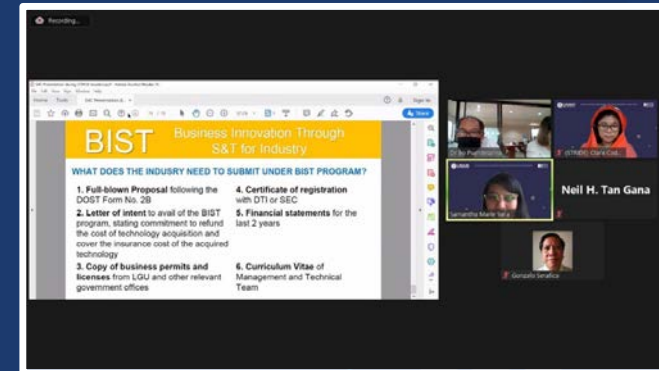 Recording...
Home Tools
Sign In
Share
BIST
Business Innovation Through
S&T for Industry
WHAT DOES THE INDUSRY NEED TO SUBMIT UNDER BIST PROGRAM?
1. Full-blown Proposal following the
DOST Form No. 2B
2. Letter of intent to avail of the BIST
program, stating commitment to refund
the cost of technology acquisition and
cover the insurance cost of the acquired
technology
3. Copy of business permits and
licenses from LGU and other relevant
government offices
4. Certificate of registration
with DTI or SEC
5. Financial statements for the
last 2 years
6. Curriculum Vitae of
Management and Technical
Team
Samantha Marie
Neil H. Tan Gana
Gonzalo Serafica